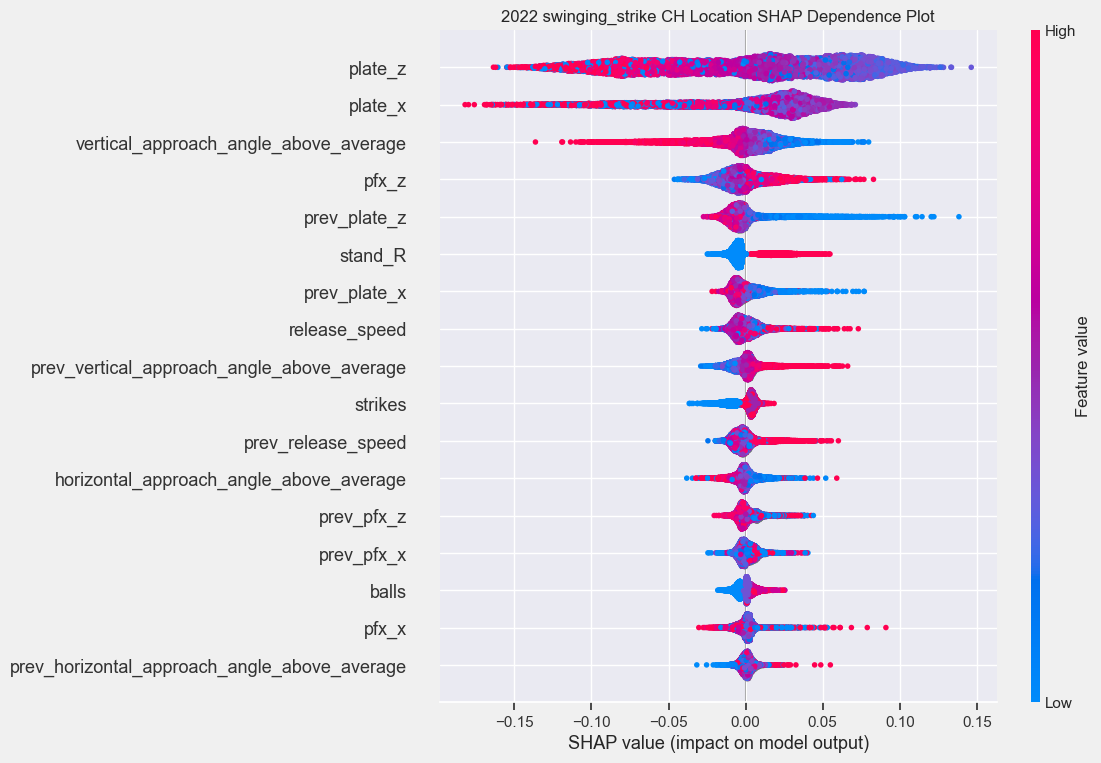 2022 swinging_strike CH Location SHAP Dependence Plot
High
plate_z
plate_x
vertical_approach_angle_above_average
pfx_z
prev_plate_z
stand_R
prev_plate_x
release_speed
prev_vertical_approach_angle_above_average
strikes
prev_release_speed
horizontal_approach_angle_above_average
prev_pfx_z
prev_pfx_x
balls
pfx_x
prev_horizontal_approach_angle_above_average
Feature value
Low
−0.15 −0.10 −0.05 0.00 0.05 0.10 0.15
SHAP value (impact on model output)